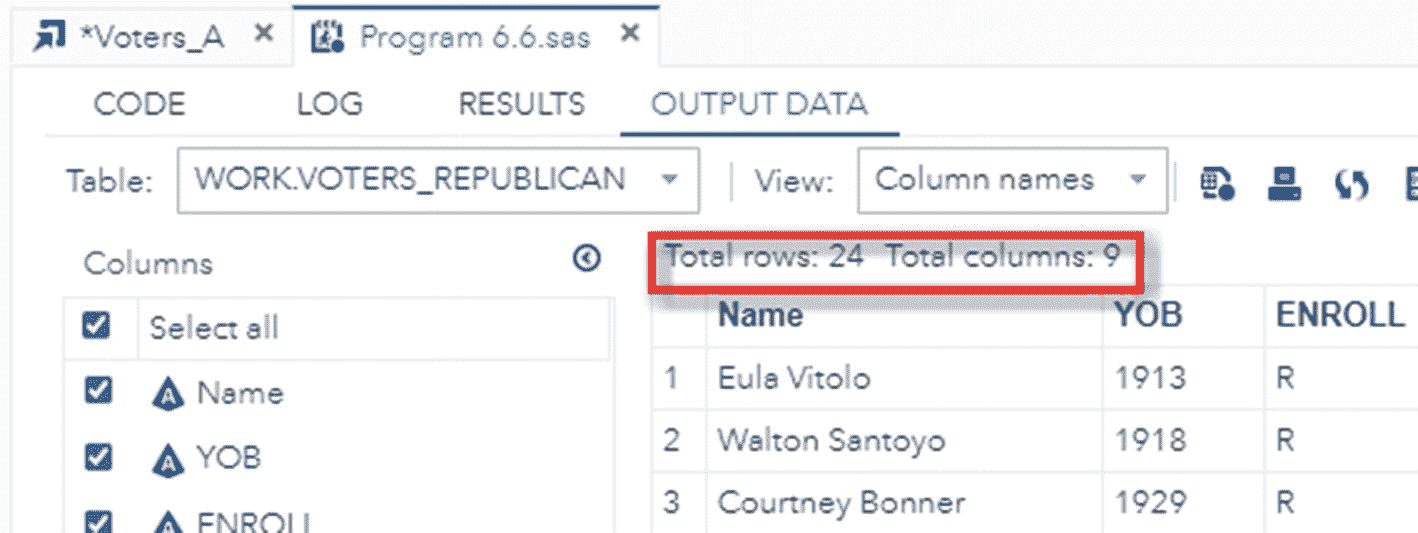 *Voters_A Program 6.6.sas
CODE LOG RESULTS OUTPUT DATA
Table: WORK.VOTERS_REPUBLICAN View: Column names
Columns
Select all
Name
YOB
ENROLL
Total rows: 24 Total columns: 9
Name YOB ENROLL
1 Eula Vitolo 1913 R
2 Walton Santoyo 1918 R
3 Courtney Bonner 1929 R